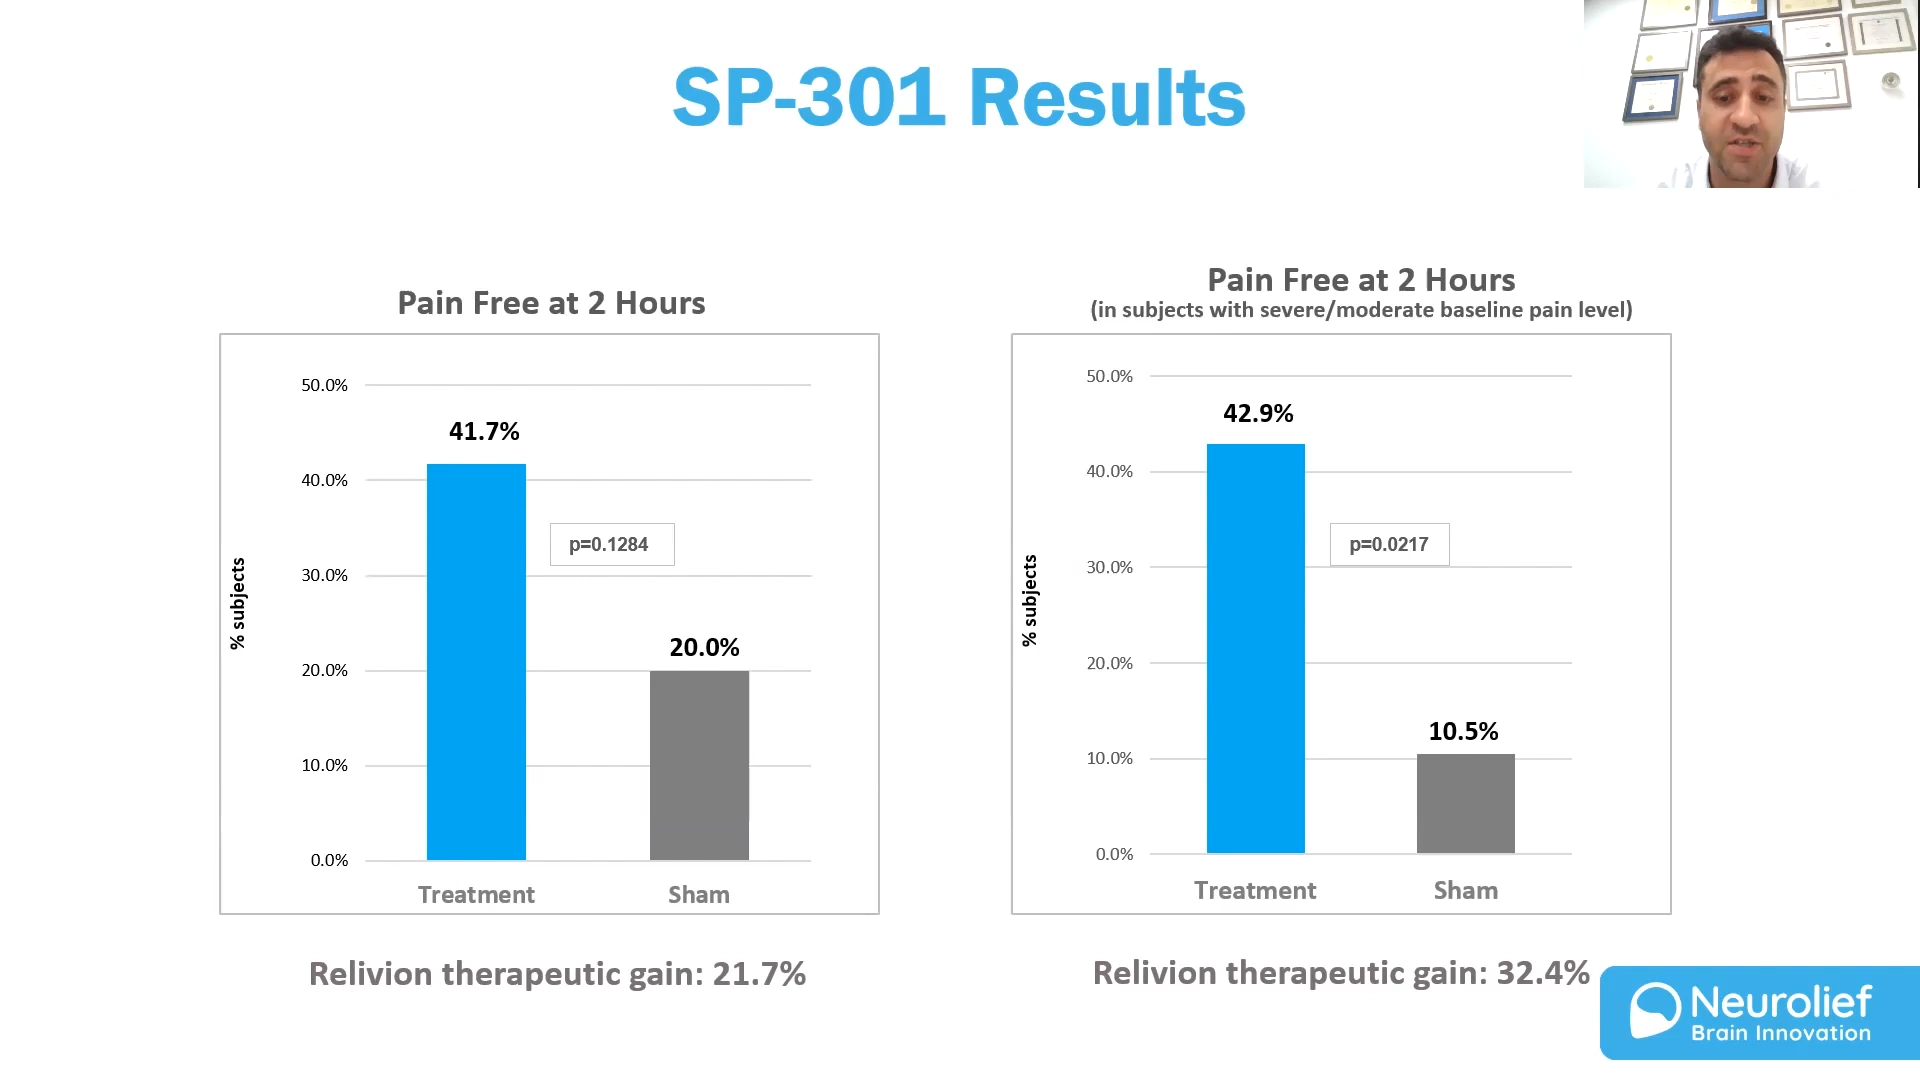 SP-301 Results
Pain Free at 2 Hours
50.0%
41.7%
40.0%
p=0.1284
30.0%
% subjects
20.0%
20.0%
10.0%
0.0%
Treatment
Sham
Relivion therapeutic gain: 21.7%
Pain Free at 2 Hours
(in subjects with severe/moderate baseline pain level)
50.0%
42.9%
40.0%
p=0.0217
30.0%
% subjects
20.0%
10.5%
10.0%
0.0%
Treatment
Sham
Relivion therapeutic gain: 32.4%
Neurolief
Brain Innovation